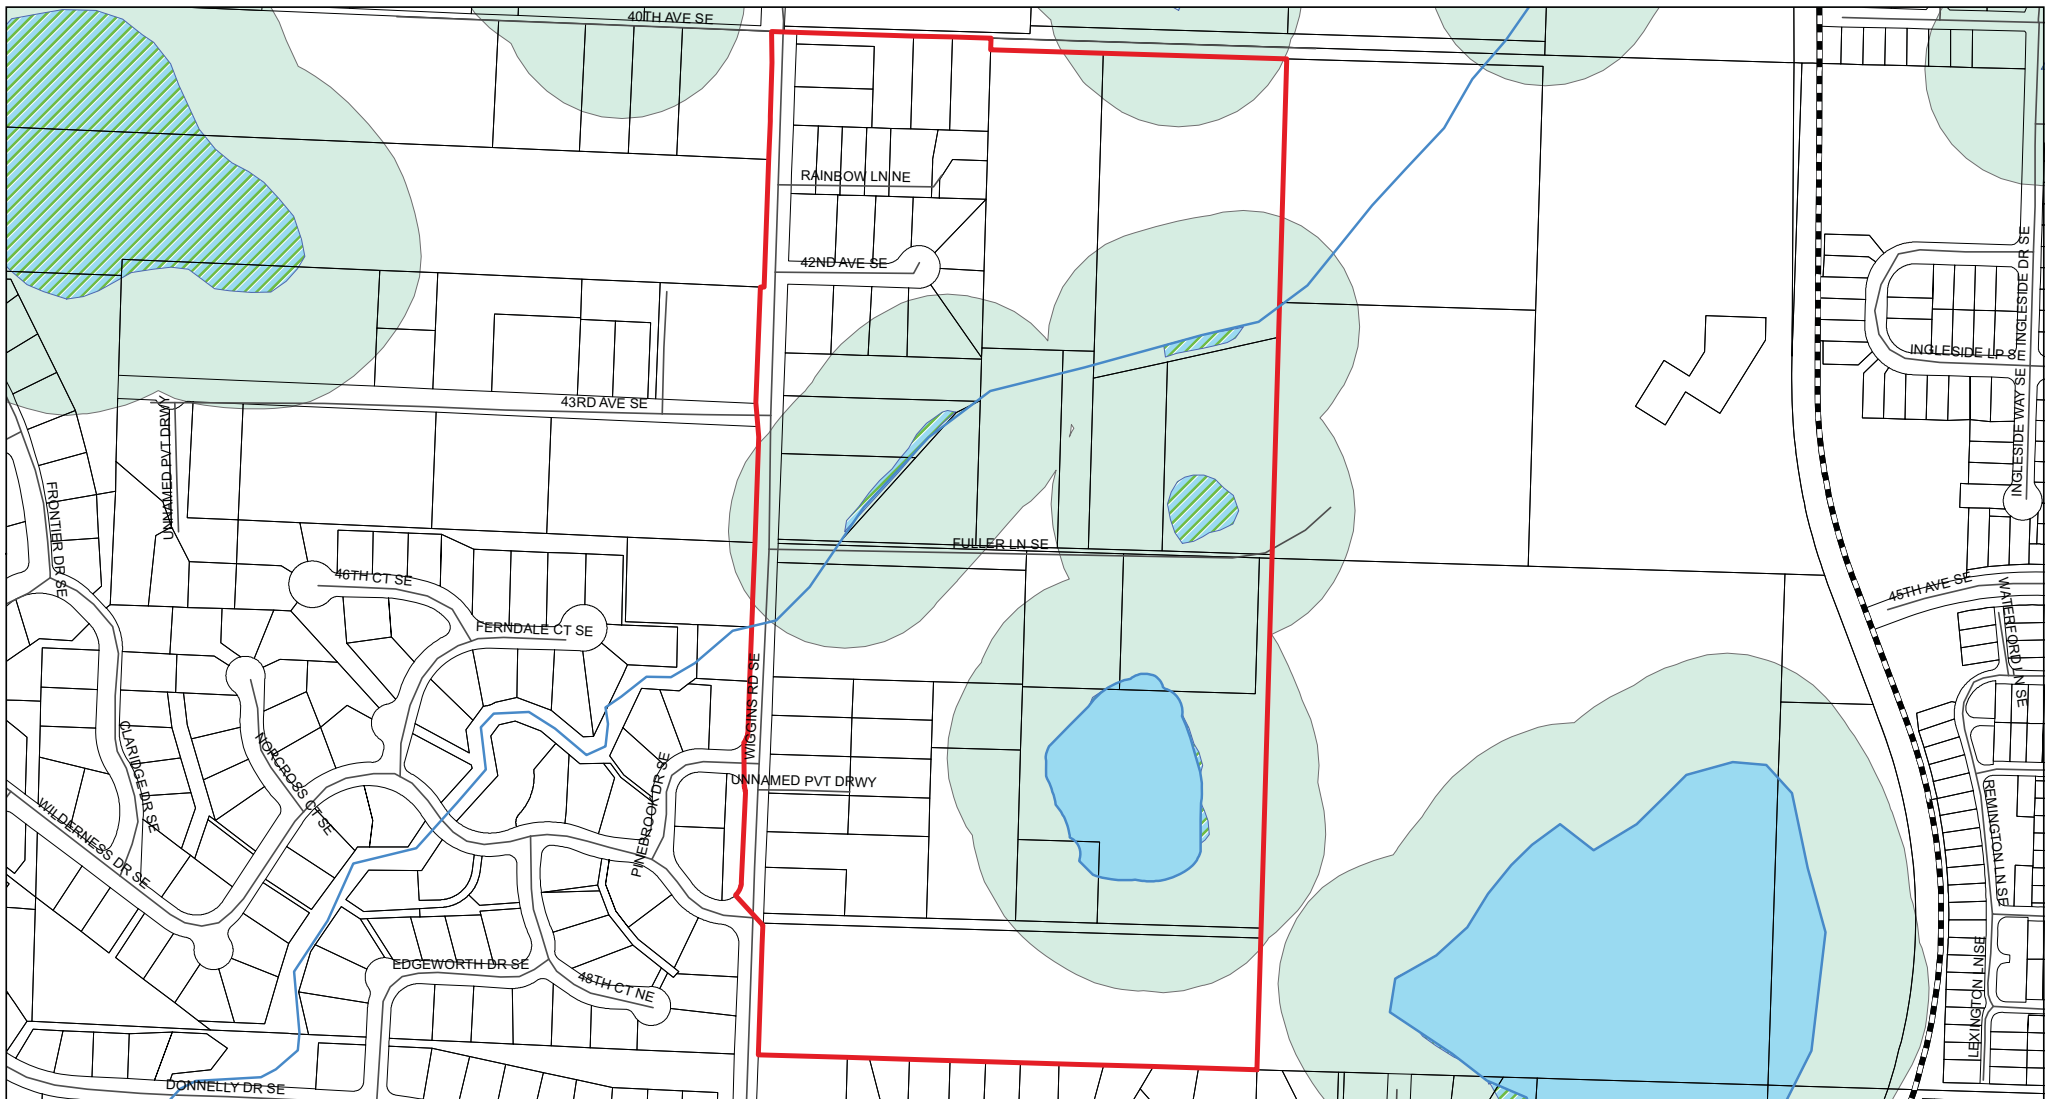 40TH AVE SE
RAINBOW LN NE
42ND AVE SE
INGLESIDE DR SE
INGLESIDE LP SE
43RD AVE SE
UNNAMED PVT DRWY
INGLESIDE WAY SE
FRONTIER DR SE
FULLER LN SE
46TH CT SE
45TH AVE SE
WATERFORD LN SE
FERNDALE CT SE
WIGGINS RD SE
CLARIDGE DR SE
NORCROSS CT SE
PINEBROOK DR SE
UNNAMED PVT DRWY
WILDERNESS DR SE
REMINGTON LN SE
EDGEWORTH DR SE
48TH CT NE
LEXINGTON LN SE
DONNELLY DR SE